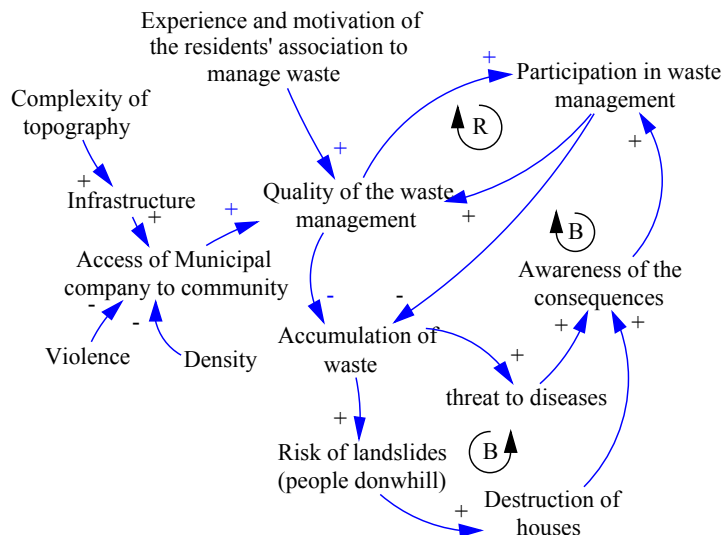 Experience and motivation
of the residents' association to
manage waste
+
Participation in waste
management
Complexity of
topography
R
+
+
+
Infrastructure
+
+
Quality of the waste
management
+
B
Access of Municipal
company to community
Awareness of the
consequences
-
-
-
-
+
+
Violence
Density
Accumulation of
waste
+
threat to diseases
+
B
Risk of landslides
(people donwhill)
+
Destruction of
houses